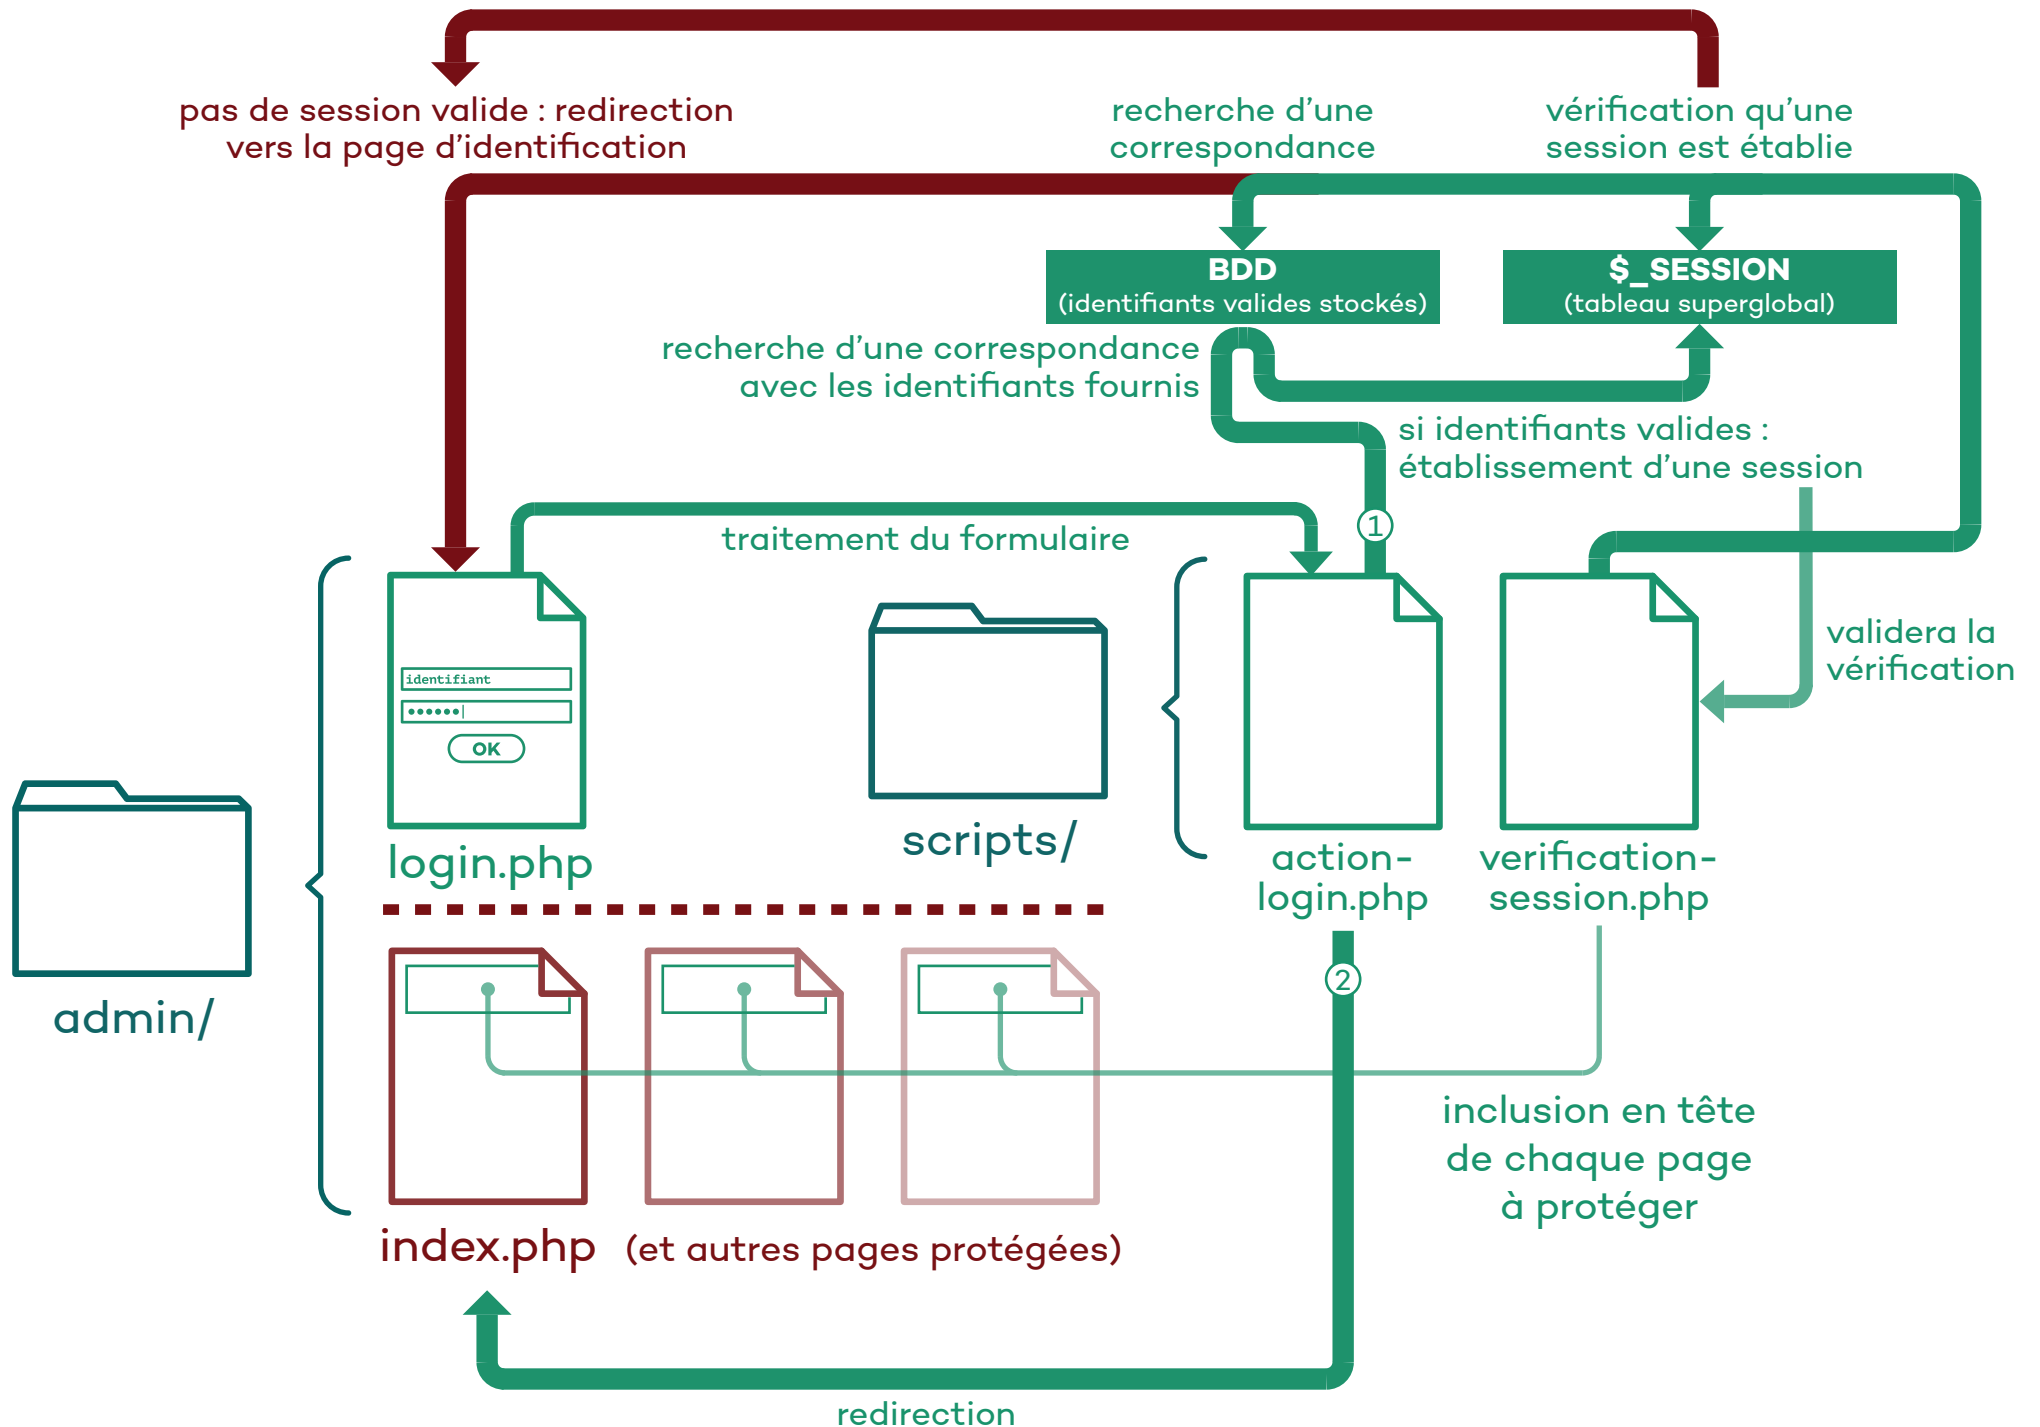 pas de session valide : redirection
vers la page d’identification
recherche d’une
correspondance
vérification qu’une
session est établie
BDD
(identifiants valides stockés)
$_SESSION
(tableau superglobal)
recherche d’une correspondance
avec les identifiants fournis
si identifiants valides :
établissement d’une session
1
traitement du formulaire
validera la
vérification
identifiant
••••••|
OK
login.php
scripts/
action-
login.php
verification-
session.php
admin/
2
inclusion en tête
de chaque page
à protéger
index.php
(et autres pages protégées)
redirection